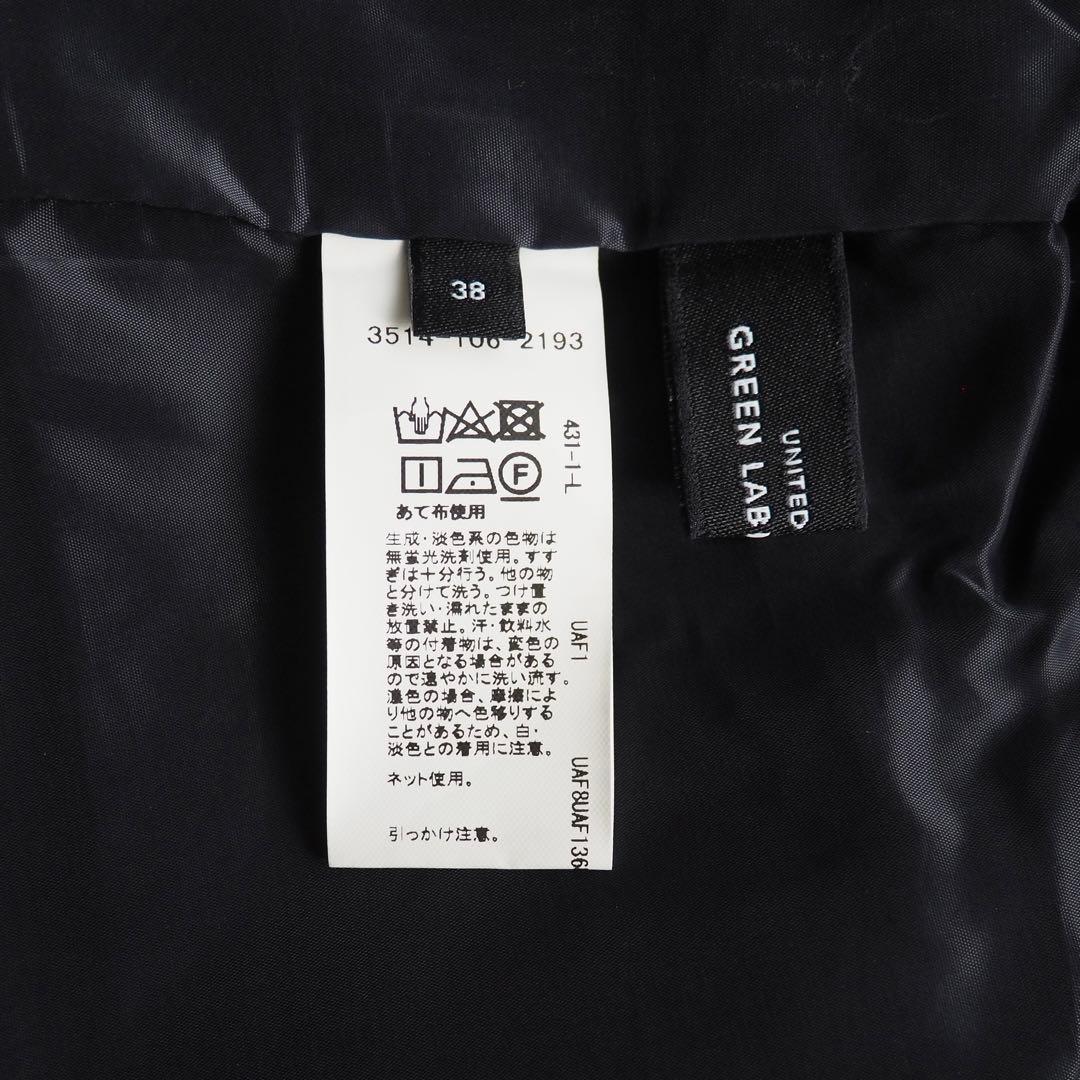 38
3514-106-2193
431-1-L
F
あて布使用
生成・淡色系の色物は
無蛍光洗剤使用。すす
ぎは十分行う。他の物
と分けて洗う。つけ置
き洗い・濡れたままの
放置禁止。汗・飲料水
等の付着物は、変色の
原因となる場合がある
ので速やかに洗い流す。
濃色の場合、摩擦によ
り他の物へ色移りする
ことがあるため、白・
淡色との着用に注意。
ネット使用。
引っかけ注意。
UAF1
UAF8UAF136
UNITED
GREEN LAB